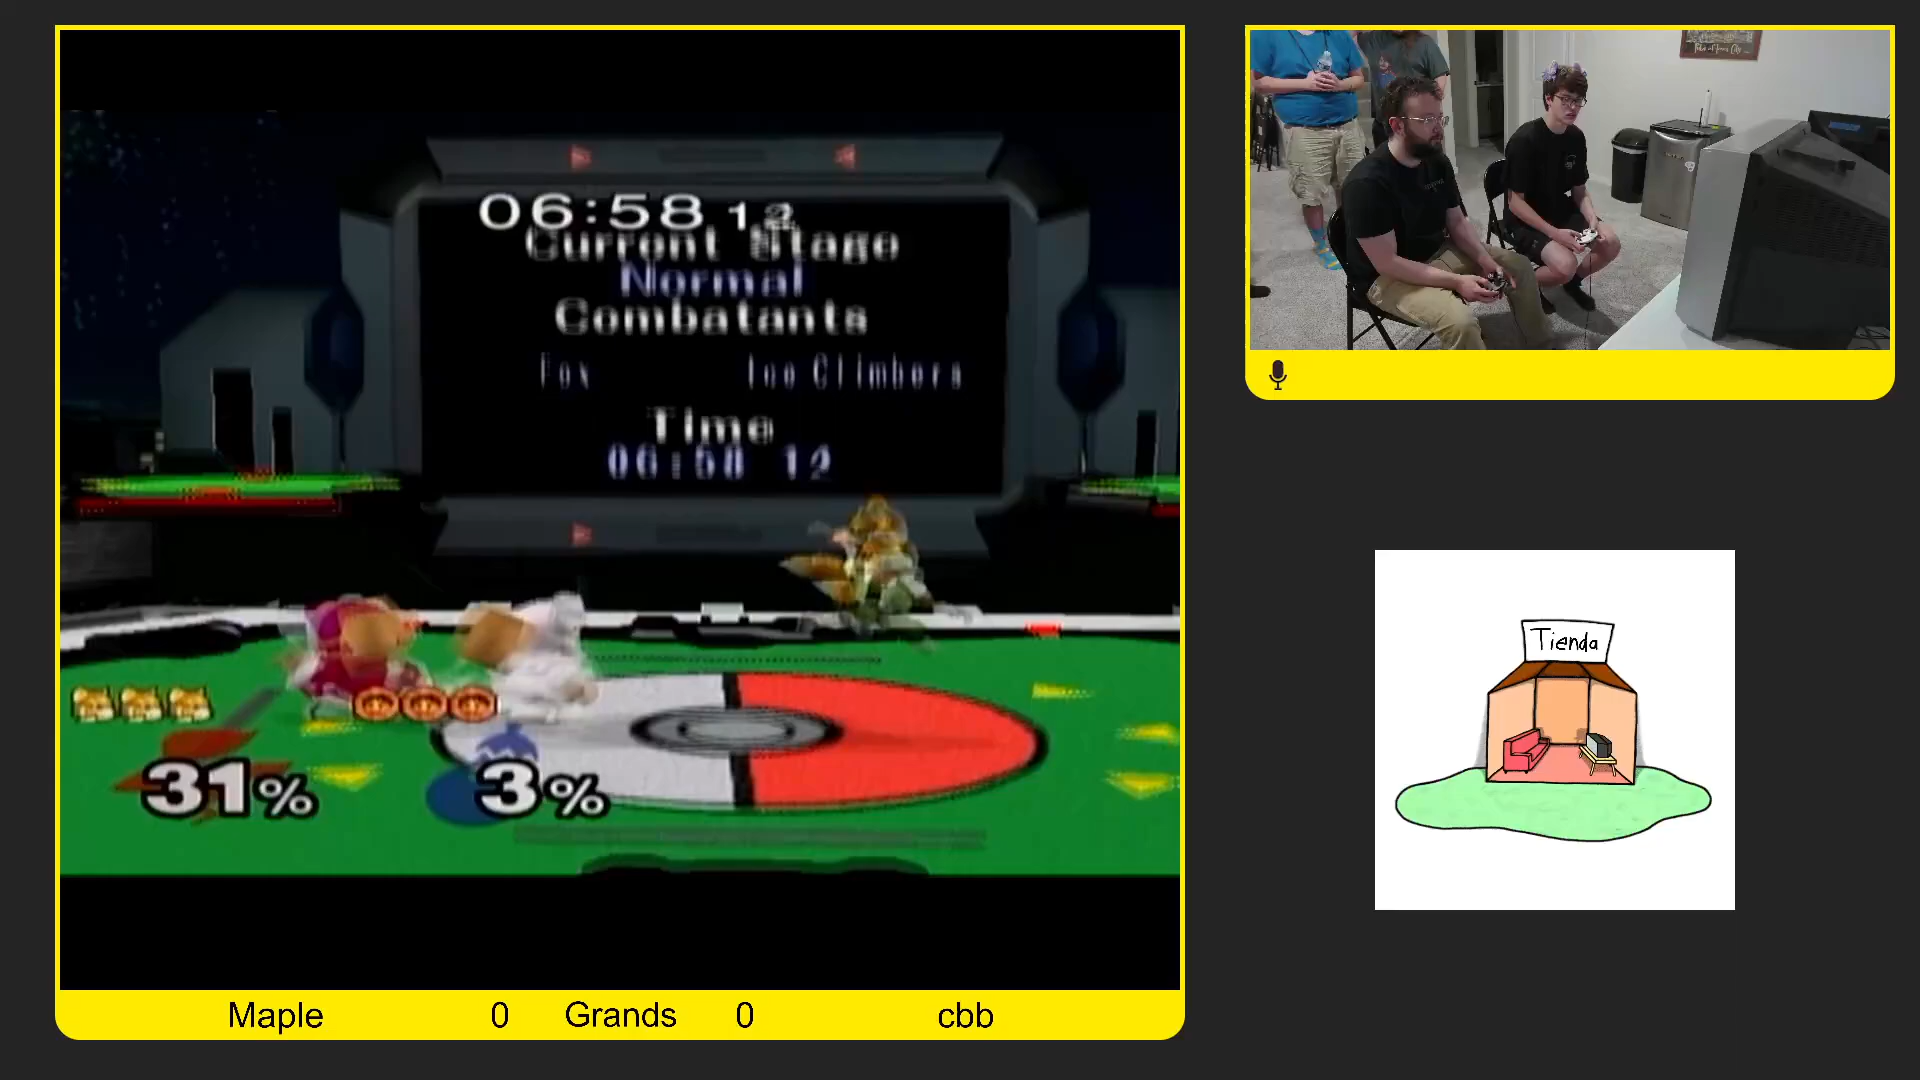 06:58 12
Current Stage
Normal
Combatants
Fox Ice Climbers
Time
06:58 12
31%
3%
Maple 0 Grands 0 cbb
Tienda